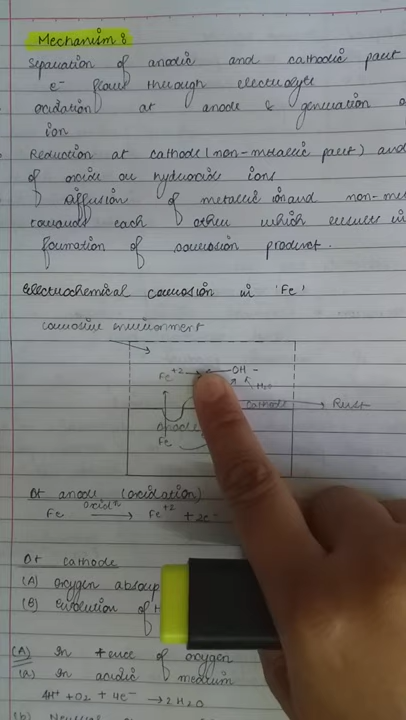 Mechanism :
Separation of anodic and cathodic part
e⁻ flows through electrolyte
oxidation at anode & generation o
ion
Reduction at cathode (non-metallic part) and
of oxide or hydroxide ions
Diffusion of metallic ion and non-me
towards each other which results in
formation of corrosion product.
Electrochemical corrosion in 'Fe'
corrosive environment
Fe⁺² OH -
H₂O
cathode Rust
Anode
Fe
At anode (oxidation)
Fe oxidⁿ → Fe⁺² + 2e⁻
At cathode
(A) oxygen absorp
(B) evolution of H
(A) In +ence of oxygen
(a) In acidic medium
4H⁺ + O₂ + 4e⁻ → 2H₂O
(b)